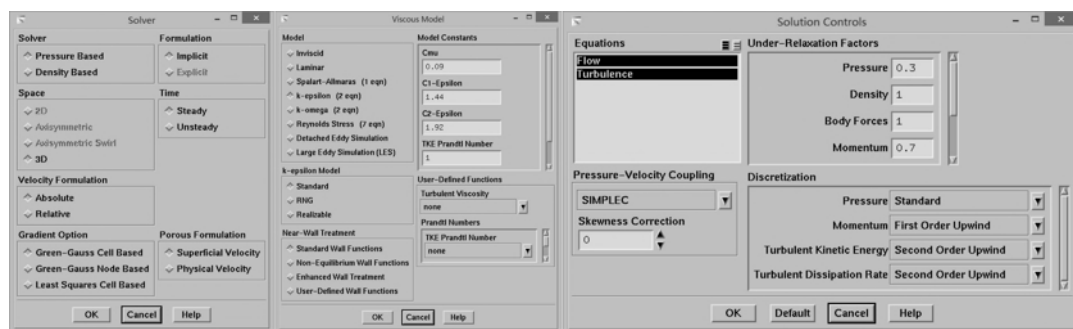 Solver
Solver
Pressure Based
Density Based
Formulation
Implicit
Explicit
Space
2D
Axisymmetric
Axisymmetric Swirl
3D
Time
Steady
Unsteady
Velocity Formulation
Absolute
Relative
Gradient Option
Green-Gauss Cell Based
Green-Gauss Node Based
Least Squares Cell Based
Porous Formulation
Superficial Velocity
Physical Velocity
OK Cancel Help
Viscous Model
Model
Inviscid
Laminar
Spalart-Allmaras (1 eqn)
k-epsilon (2 eqn)
k-omega (2 eqn)
Reynolds Stress (7 eqn)
Detached Eddy Simulation
Large Eddy Simulation (LES)
k-epsilon Model
Standard
RNG
Realizable
Near-Wall Treatment
Standard Wall Functions
Non-Equilibrium Wall Functions
Enhanced Wall Treatment
User-Defined Wall Functions
Model Constants
Cmu
0.09
C1-Epsilon
1.44
C2-Epsilon
1.92
TKE Prandtl Number
1
User-Defined Functions
Turbulent Viscosity
none
Prandtl Numbers
TKE Prandtl Number
none
OK Cancel Help
Solution Controls
Equations
Flow
Turbulence
Under-Relaxation Factors
Pressure 0.3
Density 1
Body Forces 1
Momentum 0.7
Pressure-Velocity Coupling
SIMPLEC
Skewness Correction
0
Discretization
Pressure Standard
Momentum First Order Upwind
Turbulent Kinetic Energy Second Order Upwind
Turbulent Dissipation Rate Second Order Upwind
OK Default Cancel Help